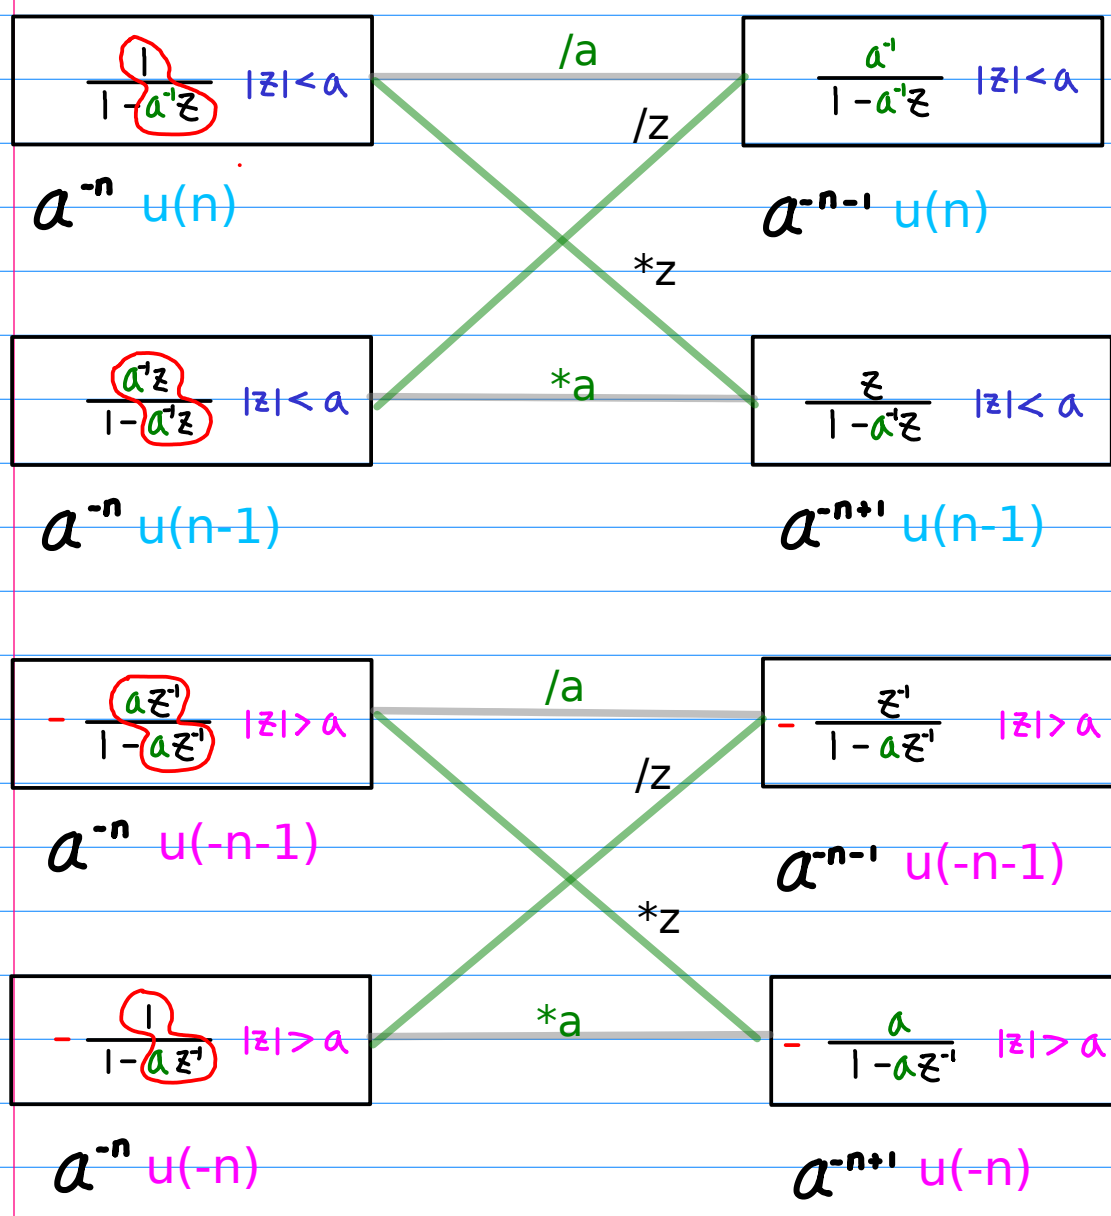 1 / (1 - a⁻¹z) |z| < a /a a⁻¹ / (1 - a⁻¹z) |z| < a
/z
a⁻ⁿ u(n) a⁻ⁿ⁻¹ u(n)
*z
a⁻¹z / (1 - a⁻¹z) |z| < a *a z / (1 - a⁻¹z) |z| < a
a⁻ⁿ u(n-1) a⁻ⁿ⁺¹ u(n-1)
- az⁻¹ / (1 - az⁻¹) |z| > a /a - z⁻¹ / (1 - az⁻¹) |z| > a
/z
a⁻ⁿ u(-n-1) a⁻ⁿ⁻¹ u(-n-1)
*z
- 1 / (1 - az⁻¹) |z| > a *a - a / (1 - az⁻¹) |z| > a
a⁻ⁿ u(-n) a⁻ⁿ⁺¹ u(-n)